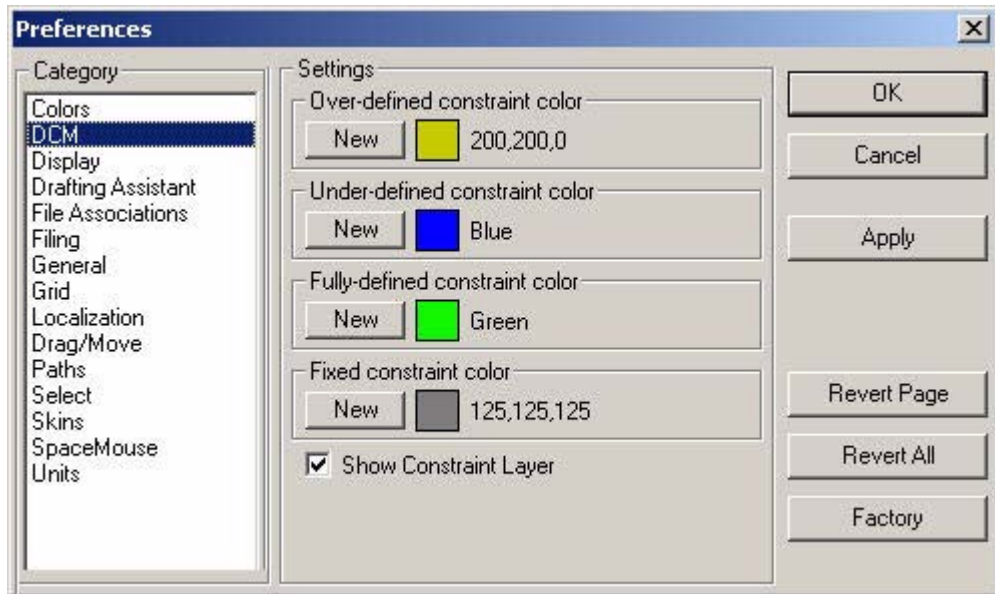 Preferences
Category
Colors
DCM
Display
Drafting Assistant
File Associations
Filing
General
Grid
Localization
Drag/Move
Paths
Select
Skins
SpaceMouse
Units
Settings
Over-defined constraint color
New 200,200,0
Under-defined constraint color
New Blue
Fully-defined constraint color
New Green
Fixed constraint color
New 125,125,125
Show Constraint Layer
OK
Cancel
Apply
Revert Page
Revert All
Factory